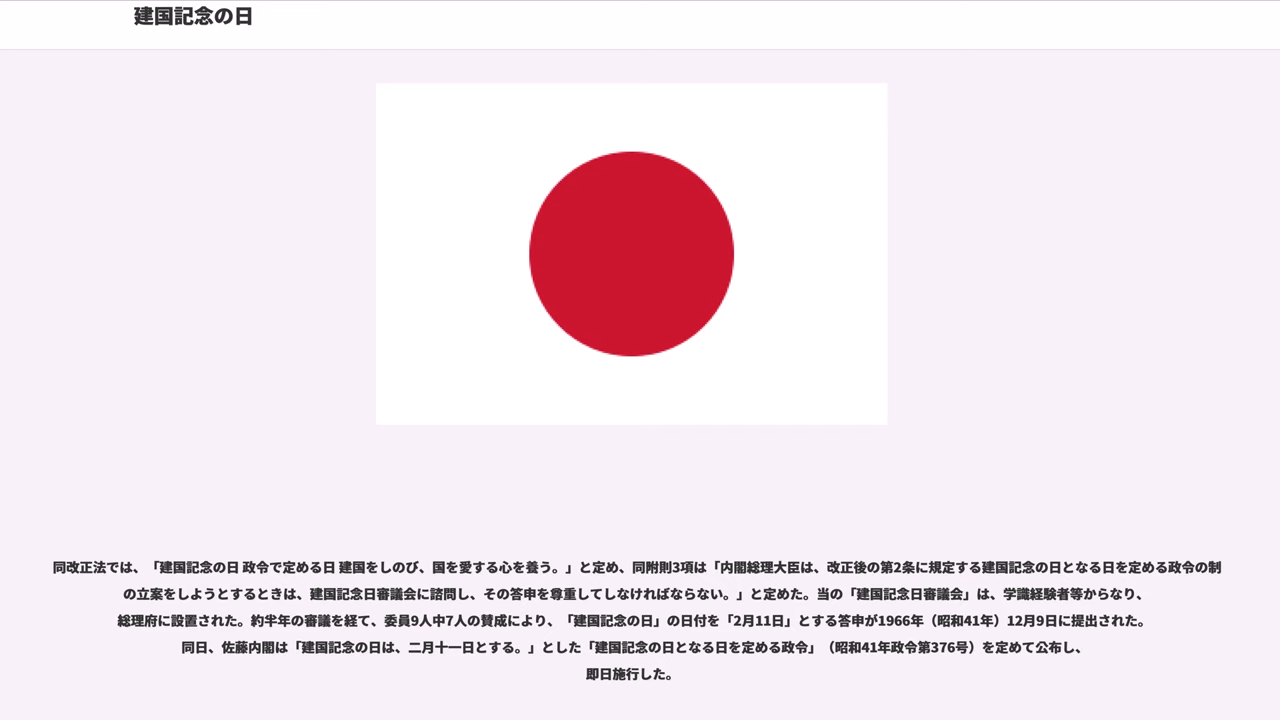 建国記念の日
同改正法では、「建国記念の日 政令で定める日 建国をしのび、国を愛する心を養う。」と定め、同附則3項は「内閣総理大臣は、改正後の第2条に規定する建国記念の日となる日を定める政令の制
の立案をしようとするときは、建国記念日審議会に諮問し、その答申を尊重してしなければならない。」と定めた。当の「建国記念日審議会」は、学識経験者等からなり、
総理府に設置された。約半年の審議を経て、委員9人中7人の賛成により、「建国記念の日」の日付を「2月11日」とする答申が1966年（昭和41年）12月9日に提出された。
同日、佐藤内閣は「建国記念の日は、二月十一日とする。」とした「建国記念の日となる日を定める政令」（昭和41年政令第376号）を定めて公布し、
即日施行した。